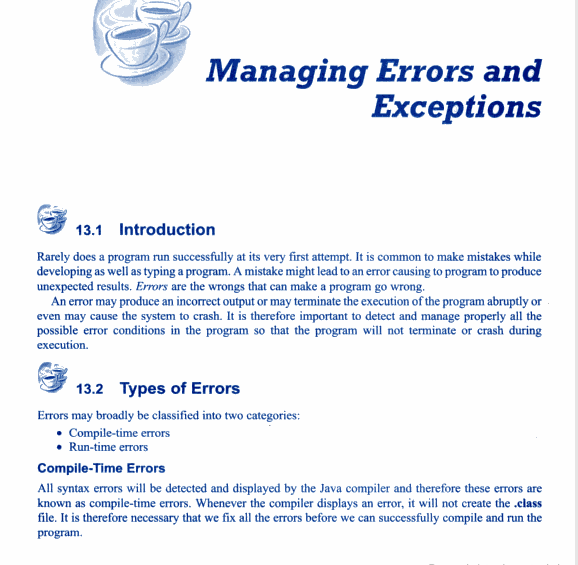 Managing Errors and
Exceptions
13.1 Introduction
Rarely does a program run successfully at its very first attempt. It is common to make mistakes while
developing as well as typing a program. A mistake might lead to an error causing to program to produce
unexpected results. Errors are the wrongs that can make a program go wrong.
An error may produce an incorrect output or may terminate the execution of the program abruptly or
even may cause the system to crash. It is therefore important to detect and manage properly all the
possible error conditions in the program so that the program will not terminate or crash during
execution.
13.2 Types of Errors
Errors may broadly be classified into two categories:
• Compile-time errors
• Run-time errors
Compile-Time Errors
All syntax errors will be detected and displayed by the Java compiler and therefore these errors are
known as compile-time errors. Whenever the compiler displays an error, it will not create the .class
file. It is therefore necessary that we fix all the errors before we can successfully compile and run the
program.